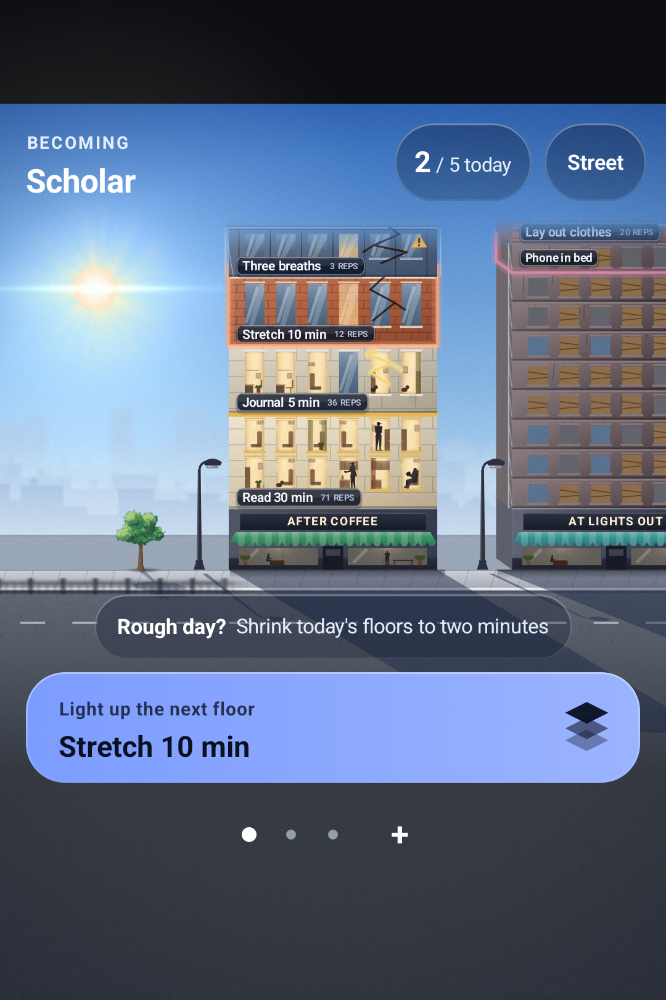 BECOMING
Scholar
2 / 5 today
Street
Three breaths 3 REPS
Stretch 10 min 12 REPS
Journal 5 min 36 REPS
Read 30 min 71 REPS
AFTER COFFEE
Lay out clothes 20 REPS
Phone in bed
AT LIGHTS OUT
Rough day? Shrink today's floors to two minutes
Light up the next floor
Stretch 10 min